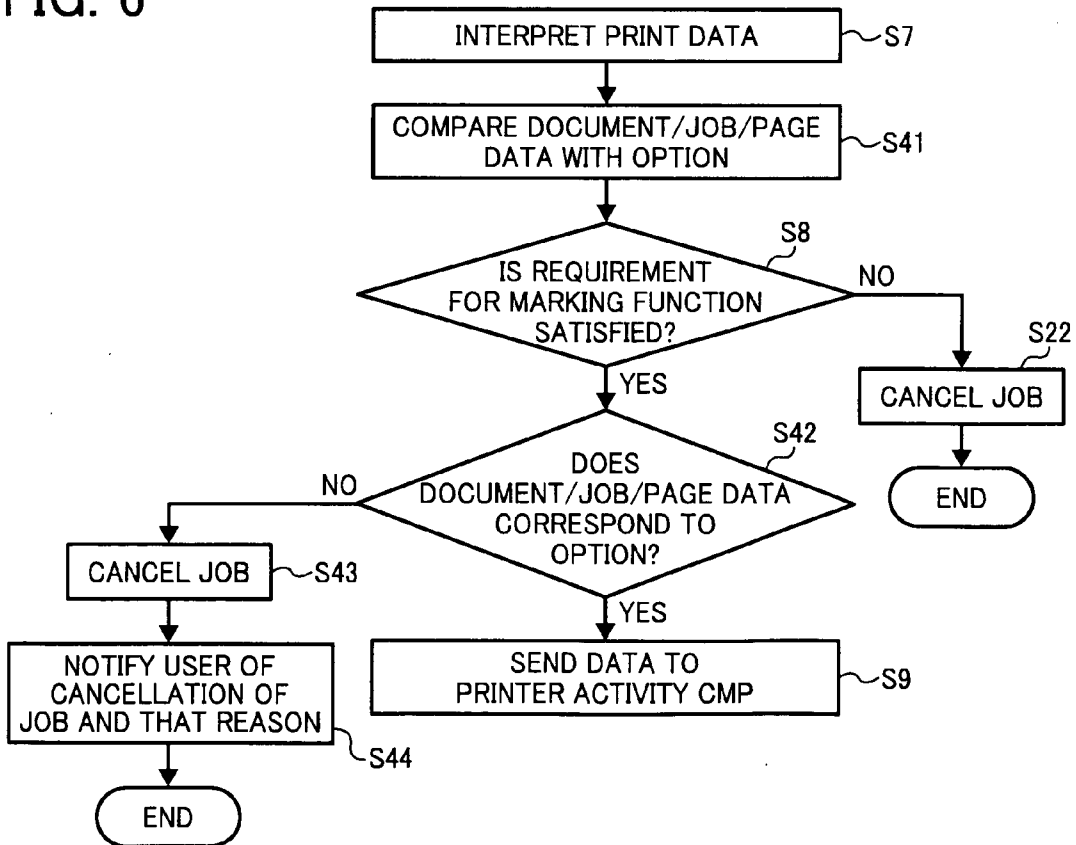 FIG.
INTERPRET PRINT DATA
S7
COMPARE DOCUMENT/JOB/PAGE
DATA WITH OPTION
S41
S8
IS REQUIREMENT
FOR MARKING FUNCTION
SATISFIED?
NO
YES
S22
CANCEL JOB
END
S42
DOES
DOCUMENT/JOB/PAGE DATA
CORRESPOND TO
OPTION?
NO
YES
CANCEL JOB
S43
NOTIFY USER OF
CANCELLATION OF
JOB AND THAT REASON
S44
END
SEND DATA TO
PRINTER ACTIVITY CMP
S9